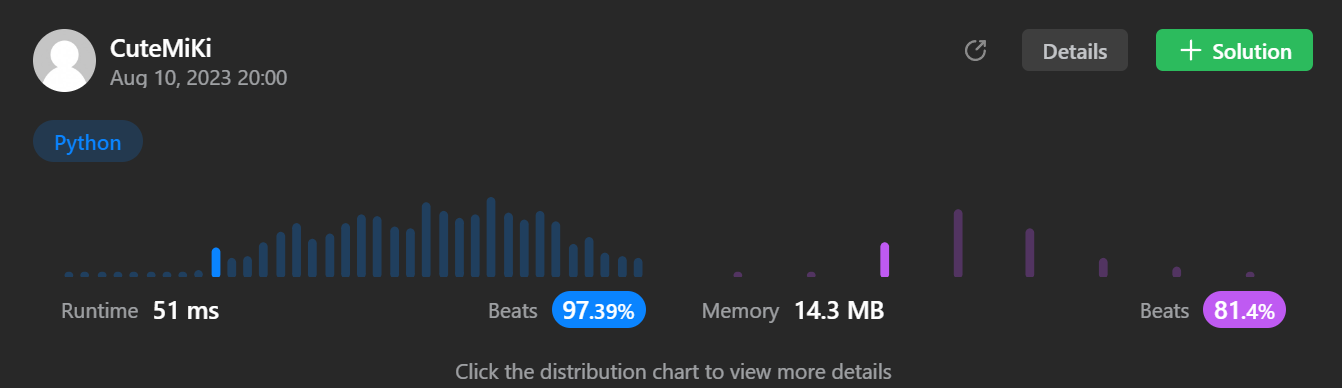 CuteMiKi
Aug 10, 2023 20:00
Details
Solution
Python
Runtime 51 ms Beats 97.39% Memory 14.3 MB Beats 81.4%
Click the distribution chart to view more details